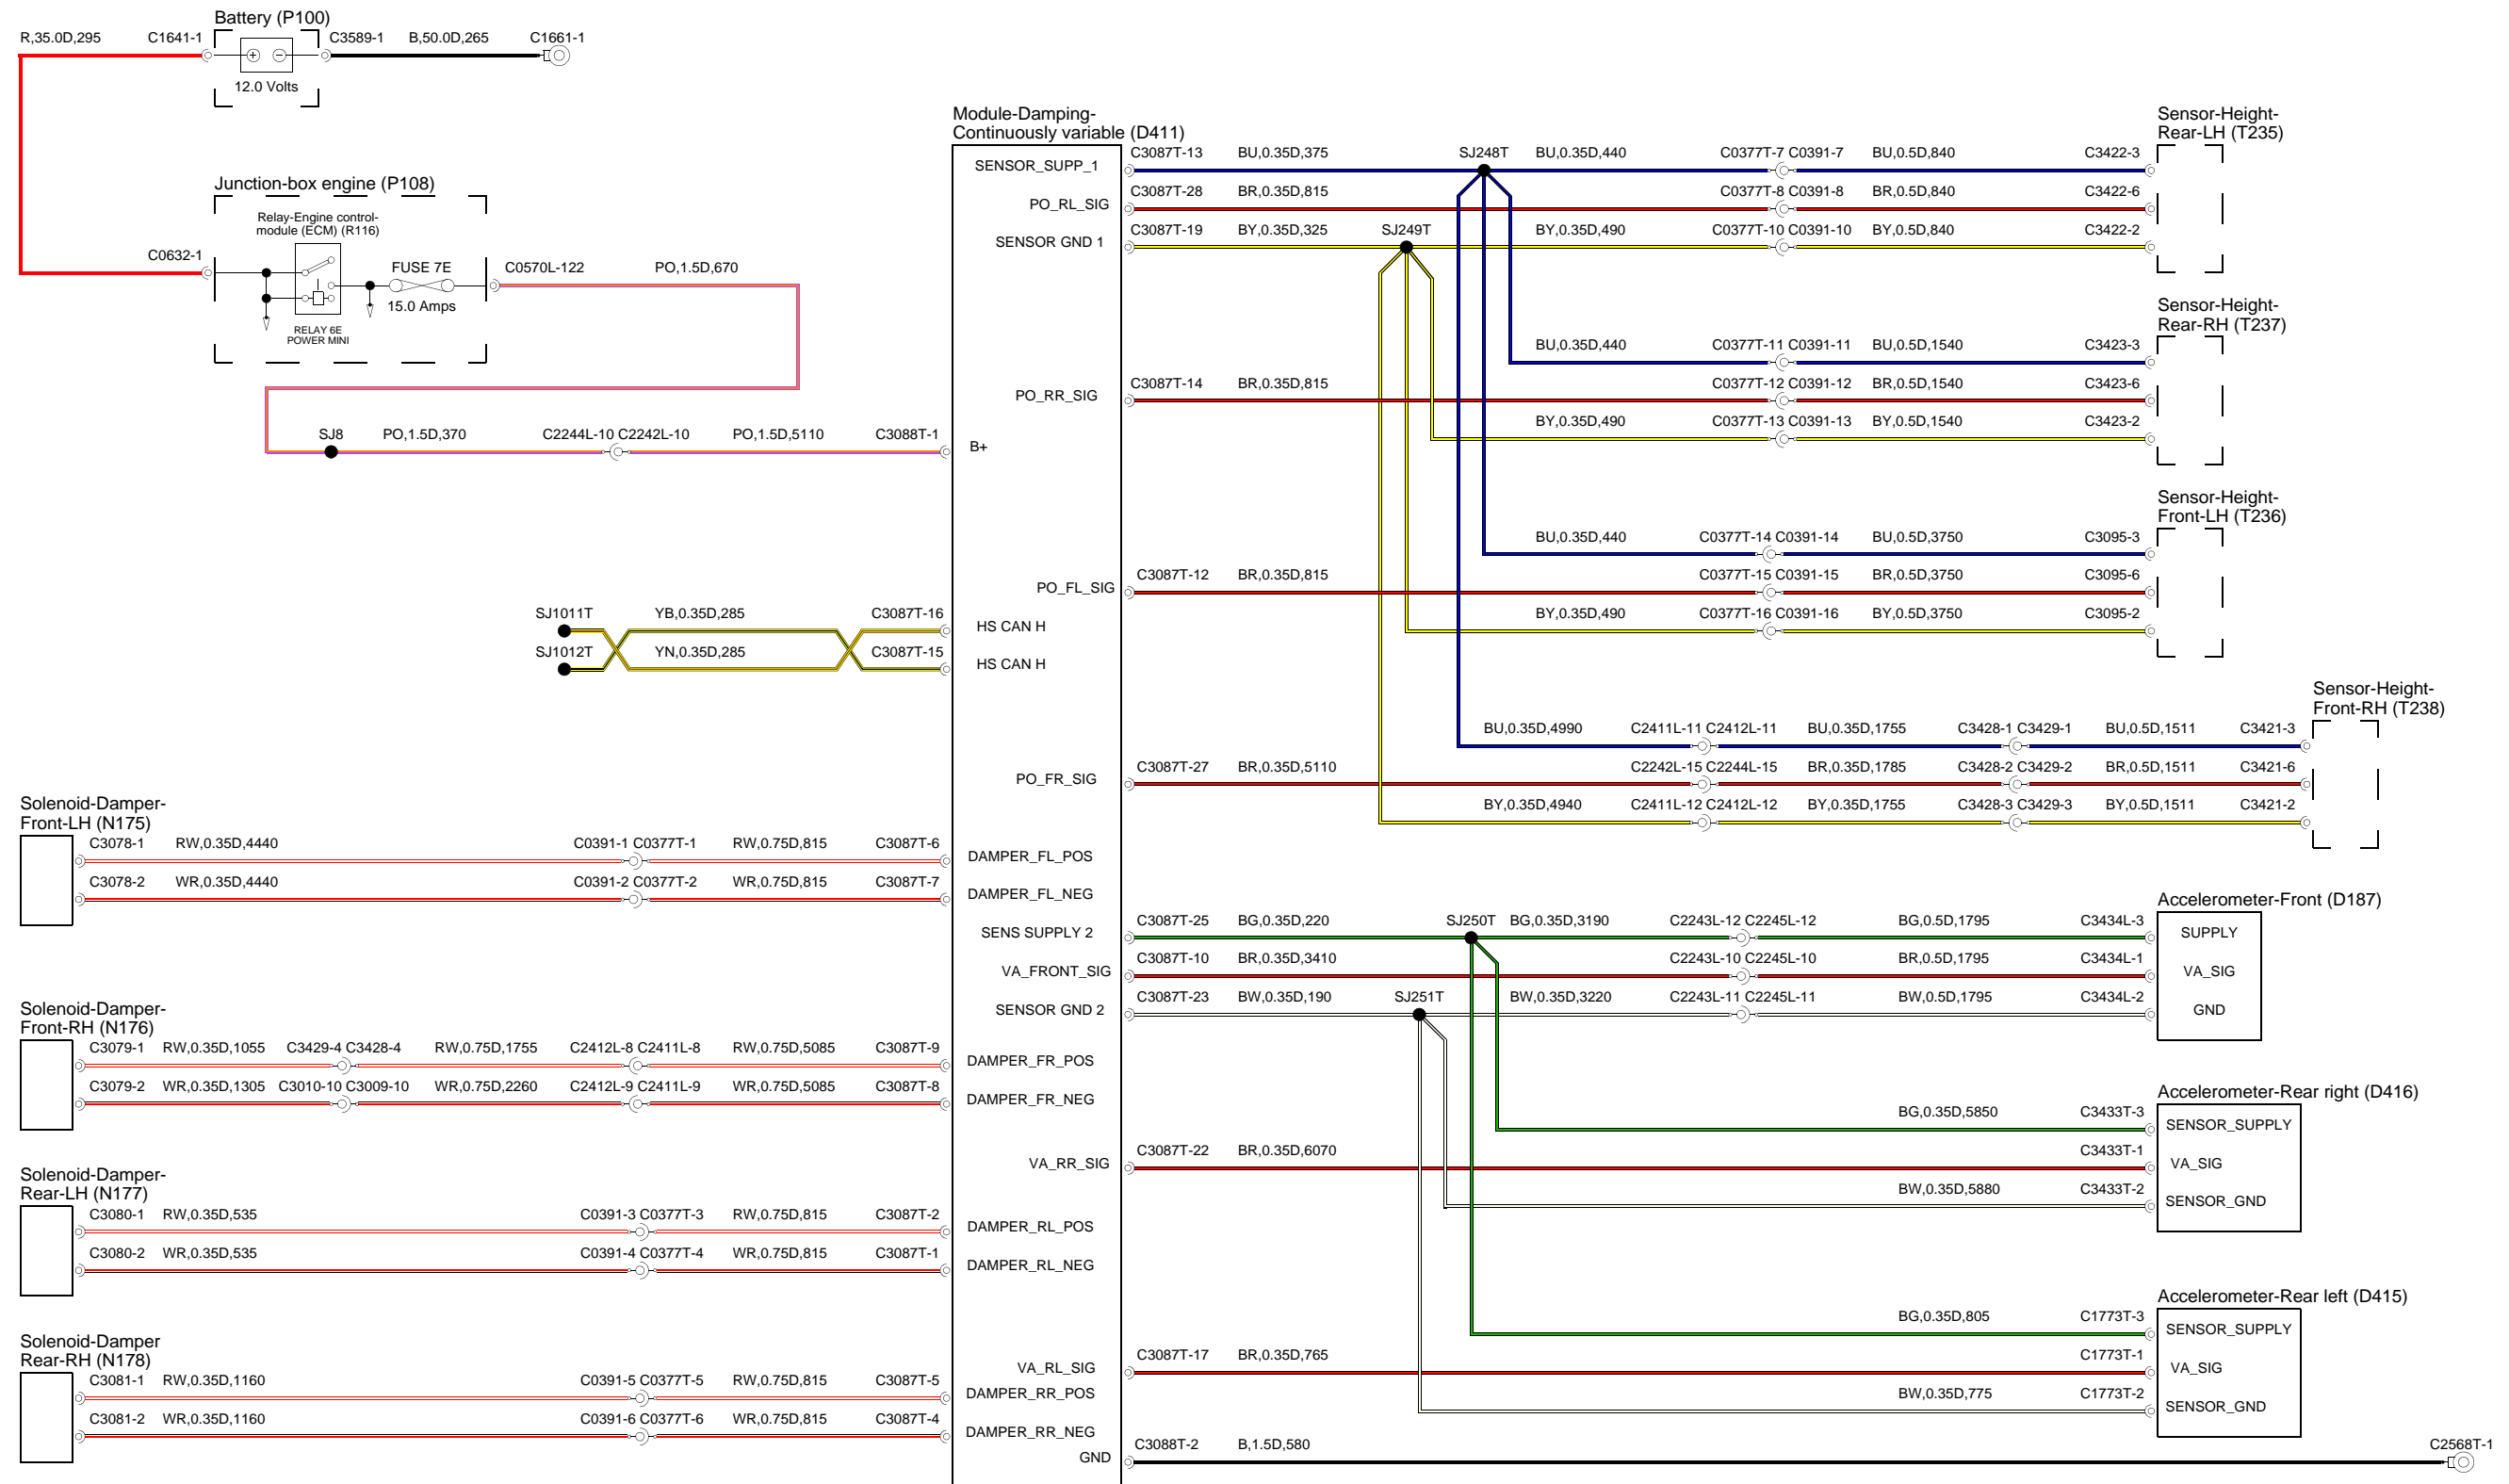 Battery (P100)
R,35.0D,295 C1641-1 C3589-1 B,50.0D,265 C1661-1
12.0 Volts
Junction-box engine (P108)
Relay-Engine control-
module (ECM) (R116)
C0632-1 FUSE 7E C0570L-122 PO,1.5D,670
15.0 Amps
RELAY 6E
POWER MINI
SJ8 PO,1.5D,370 C2244L-10 C2242L-10 PO,1.5D,5110 C3088T-1
B+
SJ1011T YB,0.35D,285 C3087T-16
HS CAN H
SJ1012T YN,0.35D,285 C3087T-15
HS CAN H
Solenoid-Damper-
Front-LH (N175)
C3078-1 RW,0.35D,4440 C0391-1 C0377T-1 RW,0.75D,815 C3087T-6
DAMPER_FL_POS
C3078-2 WR,0.35D,4440 C0391-2 C0377T-2 WR,0.75D,815 C3087T-7
DAMPER_FL_NEG
Solenoid-Damper-
Front-RH (N176)
C3079-1 RW,0.35D,1055 C3429-4 C3428-4 RW,0.75D,1755 C2412L-8 C2411L-8 RW,0.75D,5085 C3087T-9
DAMPER_FR_POS
C3079-2 WR,0.35D,1305 C3010-10 C3009-10 WR,0.75D,2260 C2412L-9 C2411L-9 WR,0.75D,5085 C3087T-8
DAMPER_FR_NEG
Solenoid-Damper-
Rear-LH (N177)
C3080-1 RW,0.35D,535 C0391-3 C0377T-3 RW,0.75D,815 C3087T-2
DAMPER_RL_POS
C3080-2 WR,0.35D,535 C0391-4 C0377T-4 WR,0.75D,815 C3087T-1
DAMPER_RL_NEG
Solenoid-Damper
Rear-RH (N178)
C3081-1 RW,0.35D,1160 C0391-5 C0377T-5 RW,0.75D,815 C3087T-5
DAMPER_RR_POS
C3081-2 WR,0.35D,1160 C0391-6 C0377T-6 WR,0.75D,815 C3087T-4
DAMPER_RR_NEG
Module-Damping-
Continuously variable (D411)
Sensor-Height-
Rear-LH (T235)
SENSOR_SUPP_1 C3087T-13 BU,0.35D,375 SJ248T BU,0.35D,440 C0377T-7 C0391-7 BU,0.5D,840 C3422-3
PO_RL_SIG C3087T-28 BR,0.35D,815 C0377T-8 C0391-8 BR,0.5D,840 C3422-6
SENSOR GND 1 C3087T-19 BY,0.35D,325 SJ249T BY,0.35D,490 C0377T-10 C0391-10 BY,0.5D,840 C3422-2
Sensor-Height-
Rear-RH (T237)
BU,0.35D,440 C0377T-11 C0391-11 BU,0.5D,1540 C3423-3
PO_RR_SIG C3087T-14 BR,0.35D,815 C0377T-12 C0391-12 BR,0.5D,1540 C3423-6
BY,0.35D,490 C0377T-13 C0391-13 BY,0.5D,1540 C3423-2
Sensor-Height-
Front-LH (T236)
BU,0.35D,440 C0377T-14 C0391-14 BU,0.5D,3750 C3095-3
PO_FL_SIG C3087T-12 BR,0.35D,815 C0377T-15 C0391-15 BR,0.5D,3750 C3095-6
BY,0.35D,490 C0377T-16 C0391-16 BY,0.5D,3750 C3095-2
Sensor-Height-
Front-RH (T238)
BU,0.35D,4990 C2411L-11 C2412L-11 BU,0.35D,1755 C3428-1 C3429-1 BU,0.5D,1511 C3421-3
PO_FR_SIG C3087T-27 BR,0.35D,5110 C2242L-15 C2244L-15 BR,0.35D,1785 C3428-2 C3429-2 BR,0.5D,1511 C3421-6
BY,0.35D,4940 C2411L-12 C2412L-12 BY,0.35D,1755 C3428-3 C3429-3 BY,0.5D,1511 C3421-2
Accelerometer-Front (D187)
SENS SUPPLY 2 C3087T-25 BG,0.35D,220 SJ250T BG,0.35D,3190 C2243L-12 C2245L-12 BG,0.5D,1795 C3434L-3 SUPPLY
VA_FRONT_SIG C3087T-10 BR,0.35D,3410 C2243L-10 C2245L-10 BR,0.5D,1795 C3434L-1 VA_SIG
SENSOR GND 2 C3087T-23 BW,0.35D,190 SJ251T BW,0.35D,3220 C2243L-11 C2245L-11 BW,0.5D,1795 C3434L-2 GND
Accelerometer-Rear right (D416)
BG,0.35D,5850 C3433T-3 SENSOR_SUPPLY
VA_RR_SIG C3087T-22 BR,0.35D,6070 C3433T-1 VA_SIG
BW,0.35D,5880 C3433T-2 SENSOR_GND
Accelerometer-Rear left (D415)
BG,0.35D,805 C1773T-3 SENSOR_SUPPLY
VA_RL_SIG C3087T-17 BR,0.35D,765 C1773T-1 VA_SIG
BW,0.35D,775 C1773T-2 SENSOR_GND
GND C3088T-2 B,1.5D,580 C2568T-1